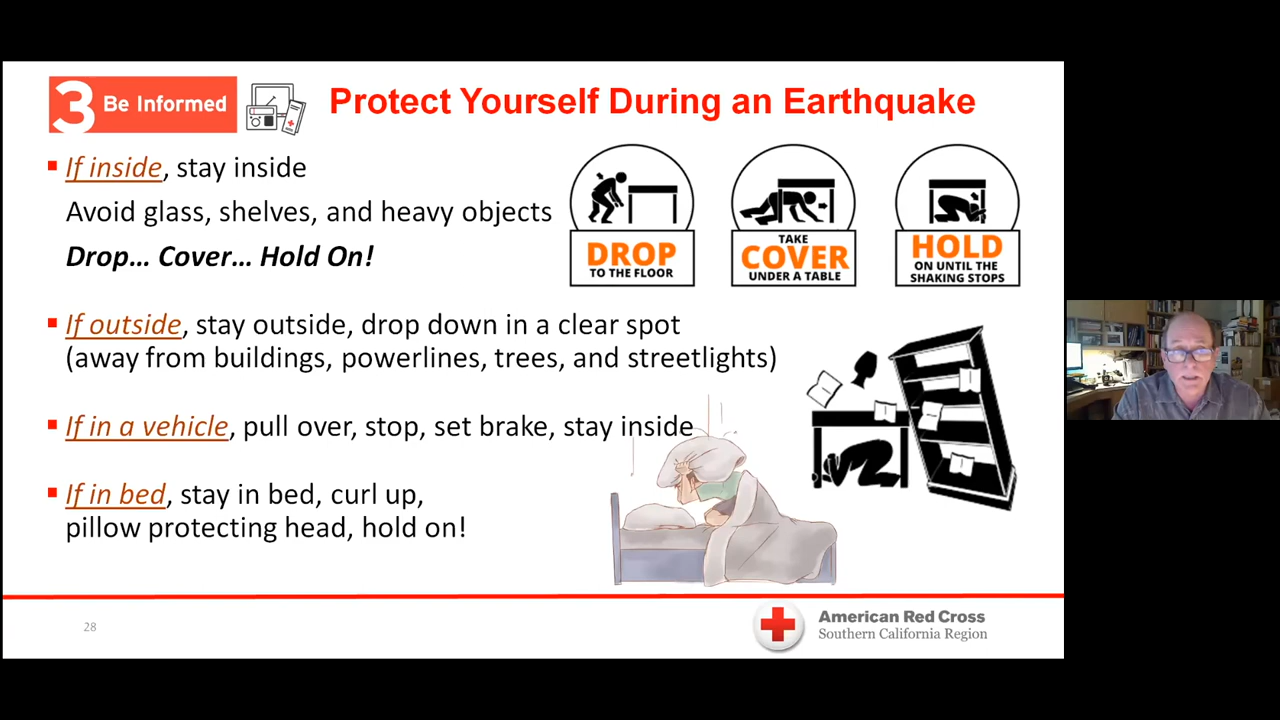 3 Be Informed
Protect Yourself During an Earthquake
If inside, stay inside
Avoid glass, shelves, and heavy objects
Drop... Cover... Hold On!
DROP
TO THE FLOOR
TAKE
COVER
UNDER A TABLE
HOLD
ON UNTIL THE
SHAKING STOPS
If outside, stay outside, drop down in a clear spot
(away from buildings, powerlines, trees, and streetlights)
If in a vehicle, pull over, stop, set brake, stay inside
If in bed, stay in bed, curl up,
pillow protecting head, hold on!
28
American Red Cross
Southern California Region